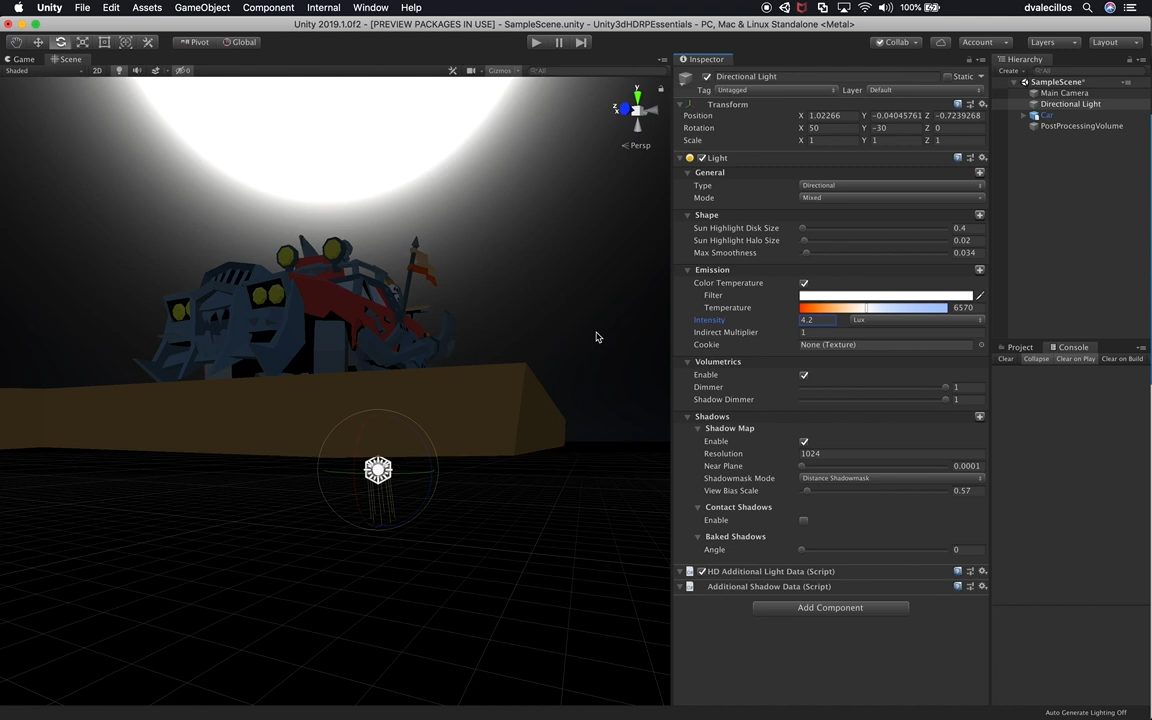 Unity File Edit Assets GameObject Component Internal Window Help 100% dvalecillos
Unity 2019.1.0f2 - [PREVIEW PACKAGES IN USE] - SampleScene.unity - Unity3dHDRPEssentials - PC, Mac & Linux Standalone <Metal>
Pivot Global Collab Account Layers Layout
Game Scene Inspector Hierarchy
Shaded 2D 0 Gizmos All
Create All
Directional Light Static
Tag Untagged Layer Default
SampleScene*
Main Camera
Directional Light
Car
PostProcessingVolume
y
z x
Persp
Transform
Position X 1.02266 Y -0.04045761 Z -0.7239268
Rotation X 50 Y -30 Z 0
Scale X 1 Y 1 Z 1
Light
General
Type Directional
Mode Mixed
Shape
Sun Highlight Disk Size 0.4
Sun Highlight Halo Size 0.02
Max Smoothness 0.034
Emission
Color Temperature
Filter
Temperature 6570
Intensity 4.2 Lux
Indirect Multiplier 1
Cookie None (Texture)
Volumetrics
Enable
Dimmer 1
Shadow Dimmer 1
Shadows
Shadow Map
Enable
Resolution 1024
Near Plane 0.0001
Shadowmask Mode Distance Shadowmask
View Bias Scale 0.57
Contact Shadows
Enable
Baked Shadows
Angle 0
HD Additional Light Data (Script)
Additional Shadow Data (Script)
Add Component
Project Console
Clear Collapse Clear on Play Clear on Build
Auto Generate Lighting Off